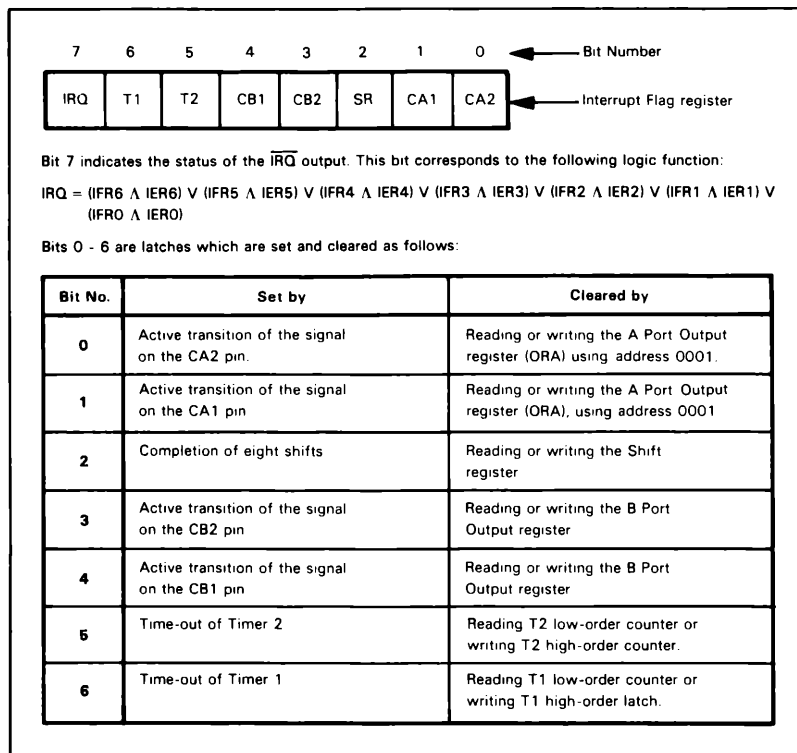 7 6 5 4 3 2 1 0 Bit Number
IRQ T1 T2 CB1 CB2 SR CA1 CA2 Interrupt Flag register
Bit 7 indicates the status of the I̅R̅Q̅ output. This bit corresponds to the following logic function:
IRQ = (IFR6 Λ IER6) V (IFR5 Λ IER5) V (IFR4 Λ IER4) V (IFR3 Λ IER3) V (IFR2 Λ IER2) V (IFR1 Λ IER1) V
(IFR0 Λ IER0)
Bits 0 - 6 are latches which are set and cleared as follows:
Bit No. Set by Cleared by
0 Active transition of the signal Reading or writing the A Port Output
on the CA2 pin. register (ORA) using address 0001.
1 Active transition of the signal Reading or writing the A Port Output
on the CA1 pin register (ORA), using address 0001
2 Completion of eight shifts Reading or writing the Shift
register
3 Active transition of the signal Reading or writing the B Port
on the CB2 pin Output register
4 Active transition of the signal Reading or writing the B Port
on the CB1 pin Output register
5 Time-out of Timer 2 Reading T2 low-order counter or
writing T2 high-order counter.
6 Time-out of Timer 1 Reading T1 low-order counter or
writing T1 high-order latch.